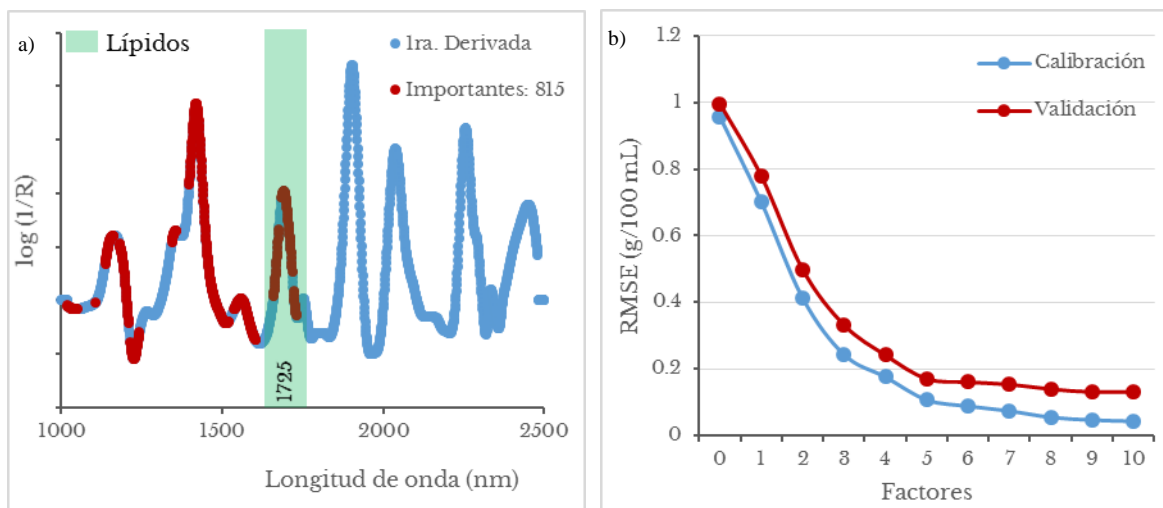 a)
Lípidos
1ra. Derivada
Importantes: 815
log (1/R)
1725
1000
1500
2000
2500
Longitud de onda (nm)
b)
1.2
Calibración
1
Validación
0.8
0.6
0.4
0.2
0
RMSE (g/100 mL)
0 1 2 3 4 5 6 7 8 9 10
Factores